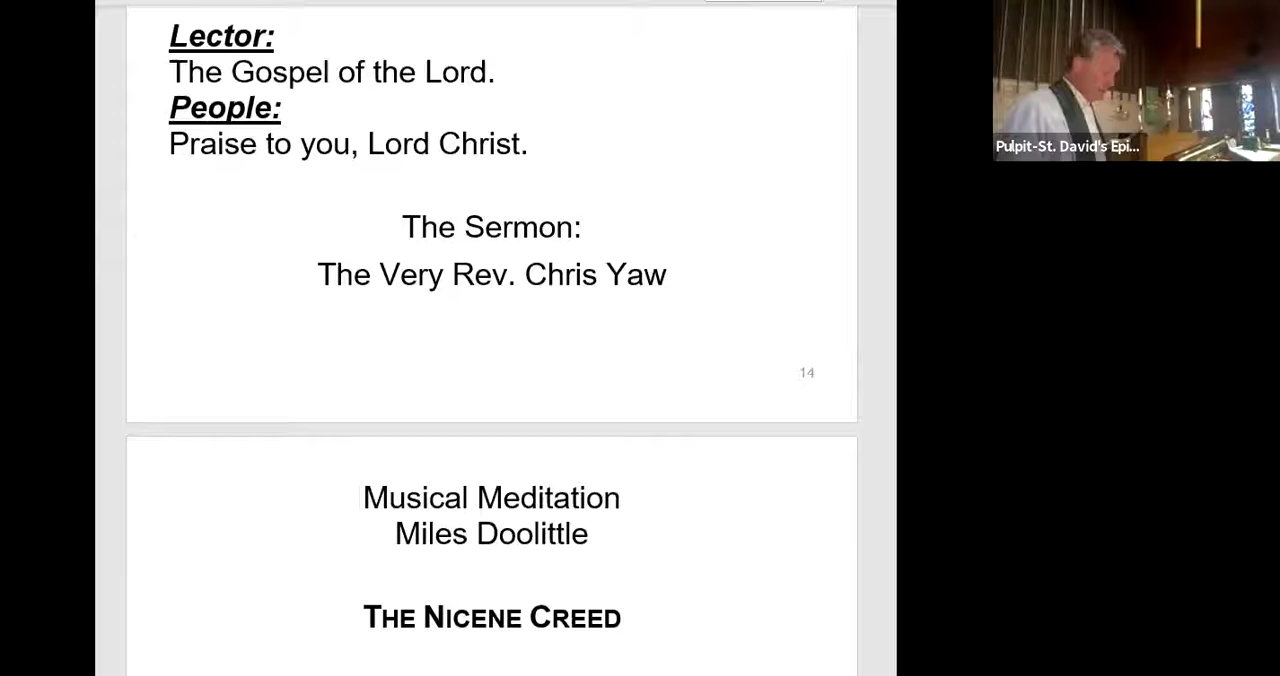 Lector:
The Gospel of the Lord.
People:
Praise to you, Lord Christ.
The Sermon:
The Very Rev. Chris Yaw
14
Musical Meditation
Miles Doolittle
THE NICENE CREED
Pulpit-St. David's Epi...